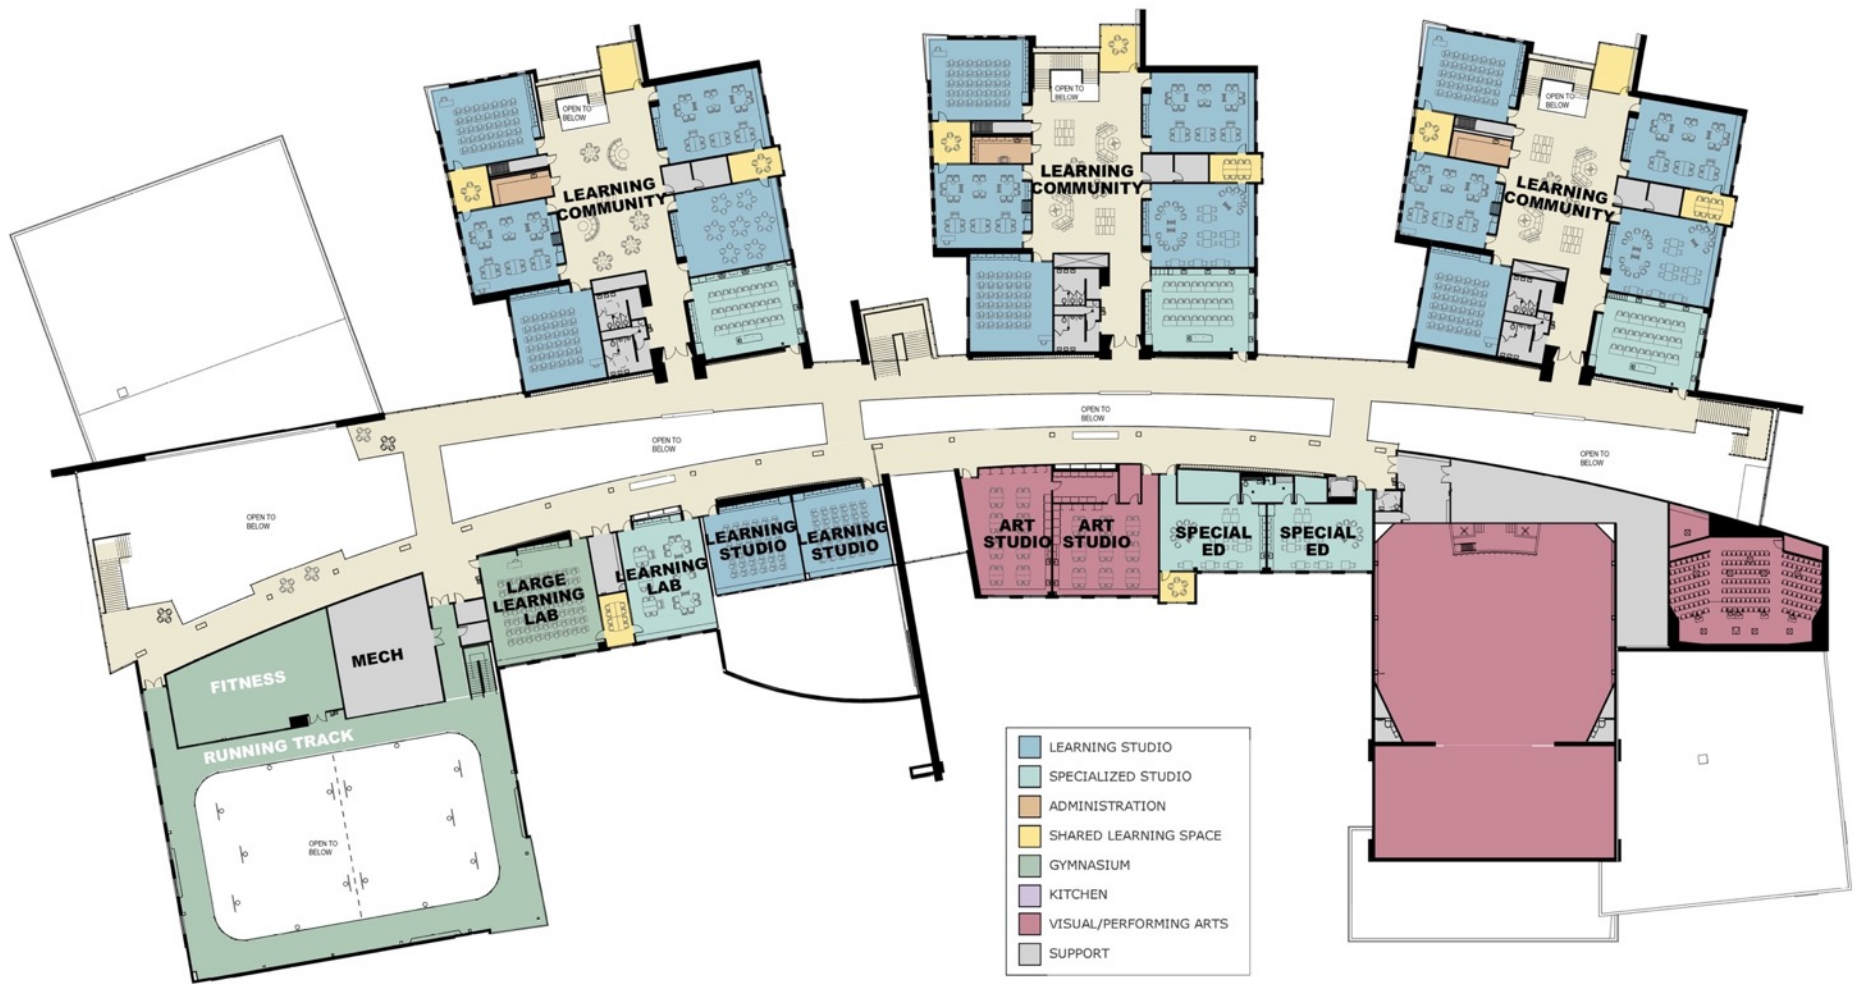 OPEN TO
BELOW
OPEN TO
BELOW
OPEN TO
BELOW
LEARNING
COMMUNITY
LEARNING
COMMUNITY
LEARNING
COMMUNITY
OPEN TO
BELOW
OPEN TO
BELOW
OPEN TO
BELOW
OPEN TO
BELOW
LARGE
LEARNING
LAB
LEARNING
LAB
LEARNING
STUDIO
LEARNING
STUDIO
ART
STUDIO
ART
STUDIO
SPECIAL
ED
SPECIAL
ED
FITNESS
MECH
RUNNING TRACK
OPEN TO
BELOW
LEARNING STUDIO
SPECIALIZED STUDIO
ADMINISTRATION
SHARED LEARNING SPACE
GYMNASIUM
KITCHEN
VISUAL/PERFORMING ARTS
SUPPORT